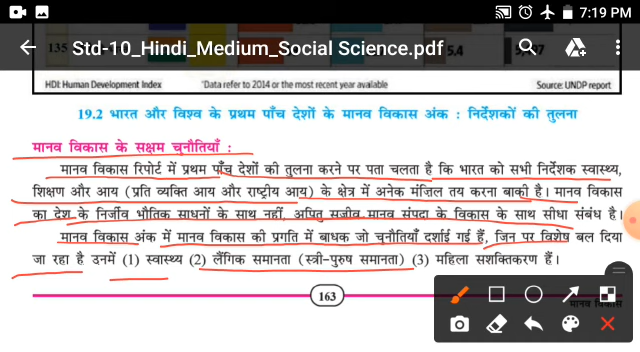 7:19 PM
Std-10_Hindi_Medium_Social Science.pdf
135
5.4
HDI: Human Development Index
*Data refer to 2014 or the most recent year available
Source: UNDP report
19.2 भारत और विश्व के प्रथम पाँच देशों के मानव विकास अंक : निर्देशकों की तुलना
मानव विकास के सक्षम चुनौतियाँ :
मानव विकास रिपोर्ट में प्रथम पाँच देशों की तुलना करने पर पता चलता है कि भारत को सभी निर्देशक स्वास्थ्य,
शिक्षण और आय (प्रति व्यक्ति आय और राष्ट्रीय आय) के क्षेत्र में अनेक मंजिल तय करना बाकी है। मानव विकास
का देश के निर्जीव भौतिक साधनों के साथ नहीं, अपितु सजीव मानव संपदा के विकास के साथ सीधा संबंध है।
मानव विकास अंक में मानव विकास की प्रगति में बाधक जो चुनौतियाँ दर्शाई गई हैं, जिन पर विशेष बल दिया
जा रहा है उनमें (1) स्वास्थ्य (2) लैंगिक समानता (स्त्री-पुरुष समानता) (3) महिला सशक्तिकरण हैं।
163
मानव विकास